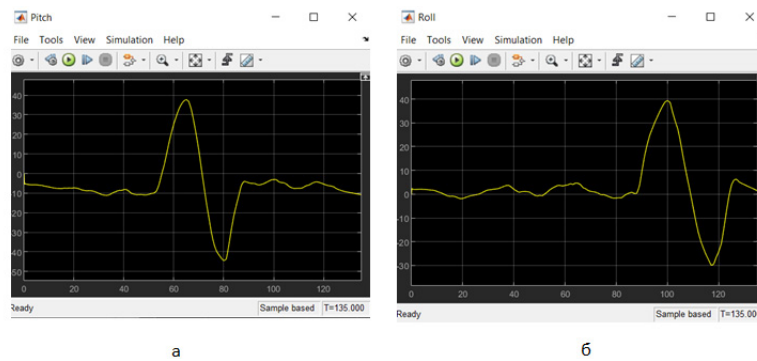 Pitch
File Tools View Simulation Help
40
30
20
10
0
10
20
30
40
50
0 20 40 60 80 100 120
Ready Sample based T=135.000
а
Roll
File Tools View Simulation Help
40
30
20
10
0
-10
-20
-30
0 20 40 60 80 100 120
Ready Sample based T=135.00
б